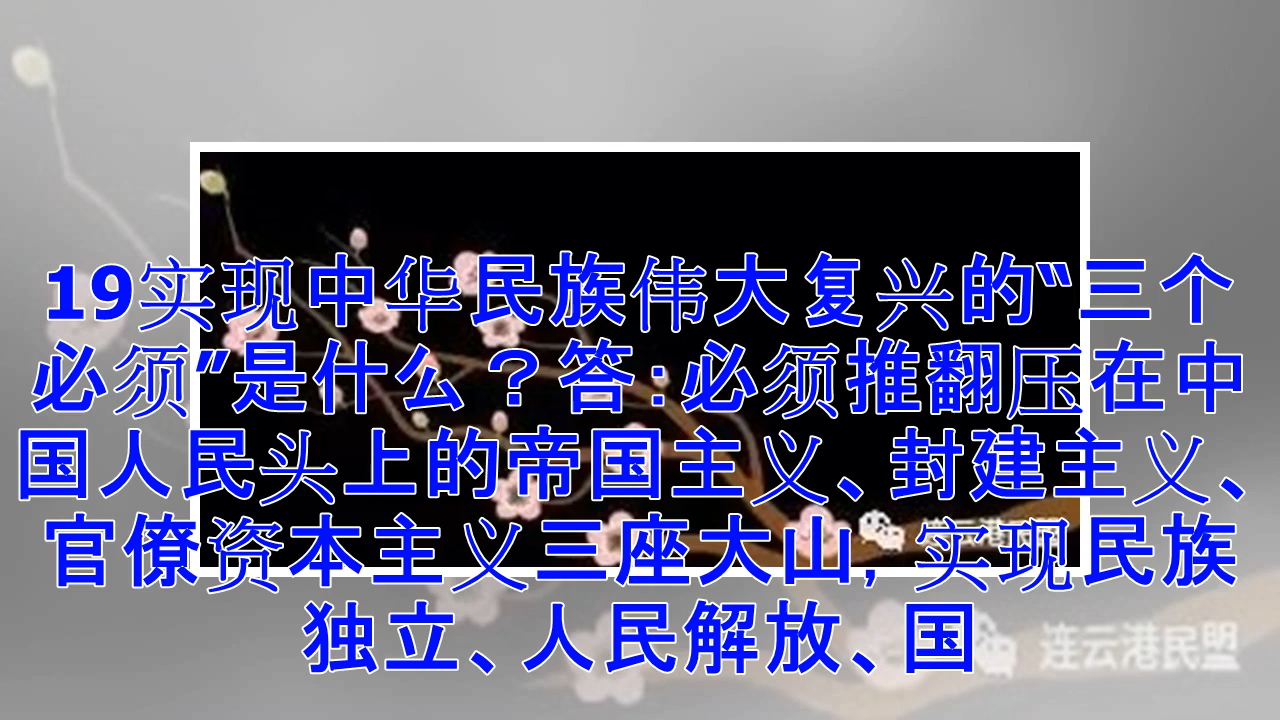 19实现中华民族伟大复兴的“三个
必须”是什么？答:必须推翻压在中
国人民头上的帝国主义、封建主义、
官僚资本主义三座大山,实现民族
独立、人民解放、国
连云港民盟